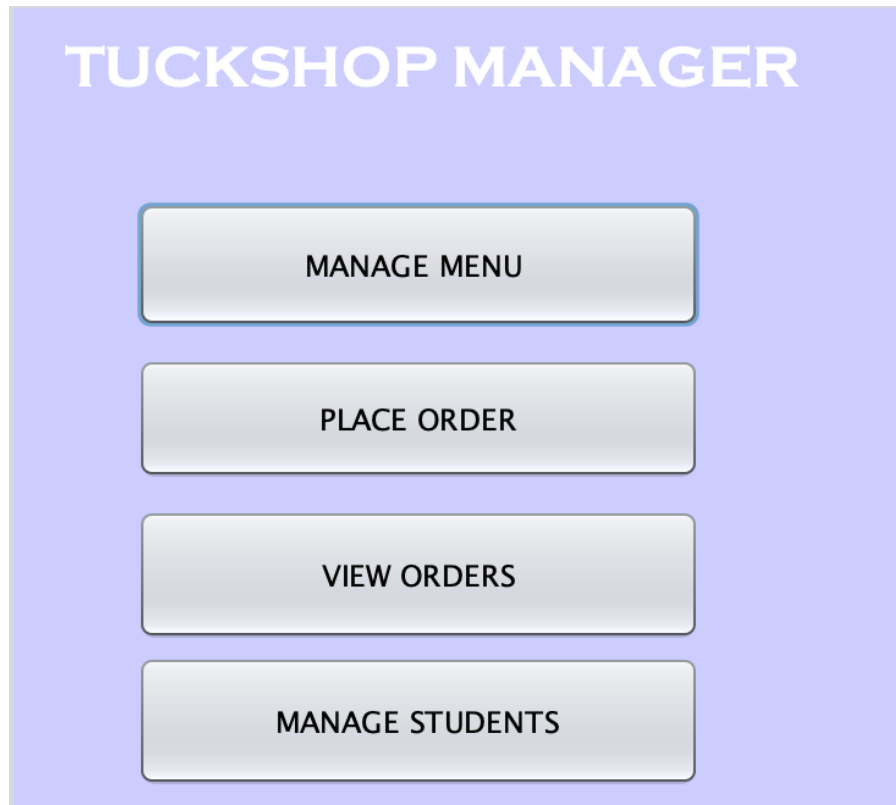 TUCKSHOP MANAGER
MANAGE MENU
PLACE ORDER
VIEW ORDERS
MANAGE STUDENTS